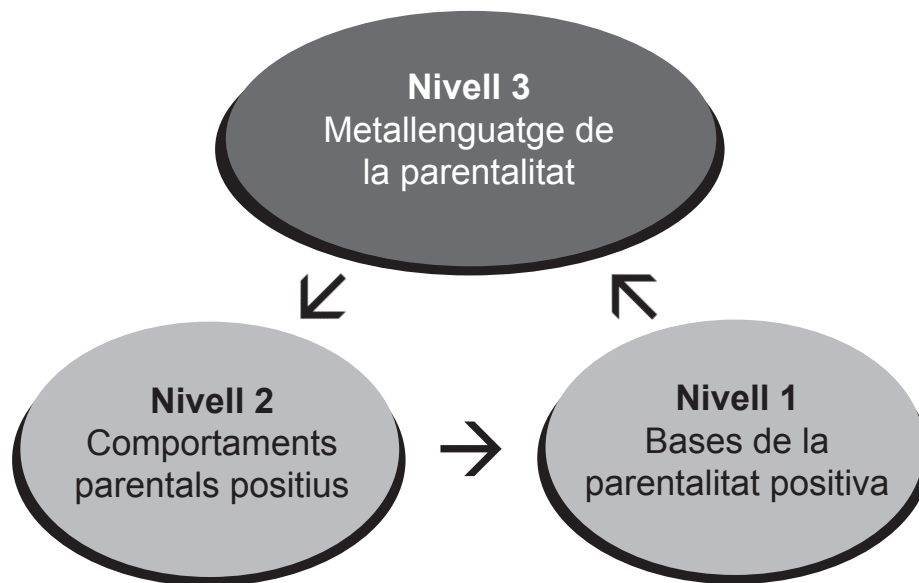 Nivell 3
Metallenguatge de
la parentalitat
Nivell 2
Comportaments
parentals positius
Nivell 1
Bases de la
parentalitat positiva